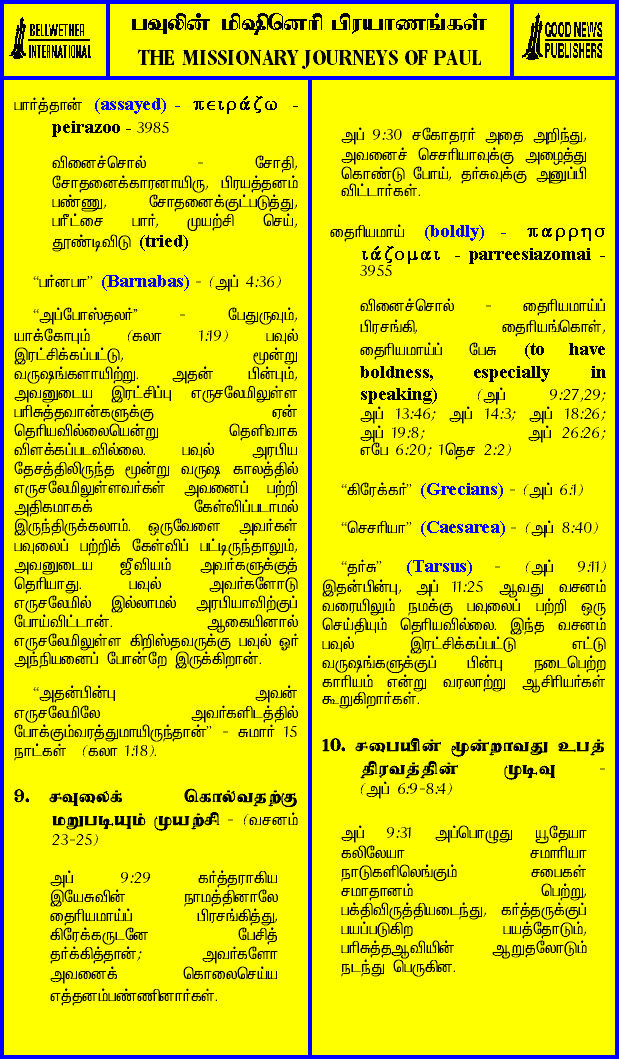 BELLWETHER
INTERNATIONAL
பவுலின் மிஷினெரி பிரயாணங்கள்
THE MISSIONARY JOURNEYS OF PAUL
GOOD NEWS
PUBLISHERS
பார்த்தான் (assayed) - πειράζω -
peirazoo - 3985
வினைச்சொல் - சோதி,
சோதனைக்காரனாயிரு, பிரயத்தனம்
பண்ணு, சோதனைக்குட்படுத்து,
பரீட்சை பார், முயற்சி செய்,
தூண்டிவிடு (tried)
“பர்னபா” (Barnabas) - (அப் 4:36)
“அப்போஸ்தலர்” - பேதுருவும்,
யாக்கோபும் (கலா 1:19) பவுல்
இரட்சிக்கப்பட்டு, மூன்று
வருஷங்களாயிற்று. அதன் பின்பும்,
அவனுடைய இரட்சிப்பு எருசலேமிலுள்ள
பரிசுத்தவான்களுக்கு ஏன்
தெரியவில்லையென்று தெளிவாக
விளக்கப்படவில்லை. பவுல் அரபிய
தேசத்திலிருந்த மூன்று வருஷ காலத்தில்
எருசலேமிலுள்ளவர்கள் அவனைப் பற்றி
அதிகமாகக் கேள்விப்படாமல்
இருந்திருக்கலாம். ஒருவேளை அவர்கள்
பவுலைப் பற்றிக் கேள்விப் பட்டிருந்தாலும்,
அவனுடைய ஜீவியம் அவர்களுக்குத்
தெரியாது. பவுல் அவர்களோடு
எருசலேமில் இல்லாமல் அரபியாவிற்குப்
போய்விட்டான். ஆகையினால்
எருசலேமிலுள்ள கிறிஸ்தவருக்கு பவுல் ஓர்
அந்நியனைப் போன்றே இருக்கிறான்.
“அதன்பின்பு அவன்
எருசலேமிலே அவர்களிடத்தில்
போக்கும்வரத்துமாயிருந்தான்” - சுமார் 15
நாட்கள் (கலா 1:18).
9. சவுலைக் கொல்வதற்கு
மறுபடியும் முயற்சி - (வசனம்
23-25)
அப் 9:29 கர்த்தராகிய
இயேசுவின் நாமத்தினாலே
தைரியமாய்ப் பிரசங்கித்து,
கிரேக்கருடனே பேசித்
தர்க்கித்தான்; அவர்களோ
அவனைக் கொலைசெய்ய
எத்தனம்பண்ணினார்கள்.
அப் 9:30 சகோதரர் அதை அறிந்து,
அவனைச் செசரியாவுக்கு அழைத்து
கொண்டு போய், தர்சுவுக்கு அனுப்பி
விட்டார்கள்.
தைரியமாய் (boldly) - παρρησ
ιάζομαι - parreesiazomai -
3955
வினைச்சொல் - தைரியமாய்ப்
பிரசங்கி, தைரியங்கொள்,
தைரியமாய்ப் பேசு (to have
boldness, especially in
speaking) (அப் 9:27,29;
அப் 13:46; அப் 14:3; அப் 18:26;
அப் 19:8; அப் 26:26;
எபே 6:20; 1தெச 2:2)
“கிரேக்கர்” (Grecians) - (அப் 6:1)
“செசரியா” (Caesarea) - (அப் 8:40)
“தர்சு” (Tarsus) - (அப் 9:11)
இதன்பின்பு, அப் 11:25 ஆவது வசனம்
வரையிலும் நமக்கு பவுலைப் பற்றி ஒரு
செய்தியும் தெரியவில்லை. இந்த வசனம்
பவுல் இரட்சிக்கப்பட்டு எட்டு
வருஷங்களுக்குப் பின்பு நடைபெற்ற
காரியம் என்று வரலாற்று ஆசிரியர்கள்
கூறுகிறார்கள்.
10. சபையின் மூன்றாவது உபத்
திரவத்தின் முடிவு -
(அப் 6:9-8:4)
அப் 9:31 அப்பொழுது யூதேயா
கலிலேயா சமாரியா
நாடுகளிலெங்கும் சபைகள்
சமாதானம் பெற்று,
பக்திவிருத்தியடைந்து, கர்த்தருக்குப்
பயப்படுகிற பயத்தோடும்,
பரிசுத்தஆவியின் ஆறுதலோடும்
நடந்து பெருகின.